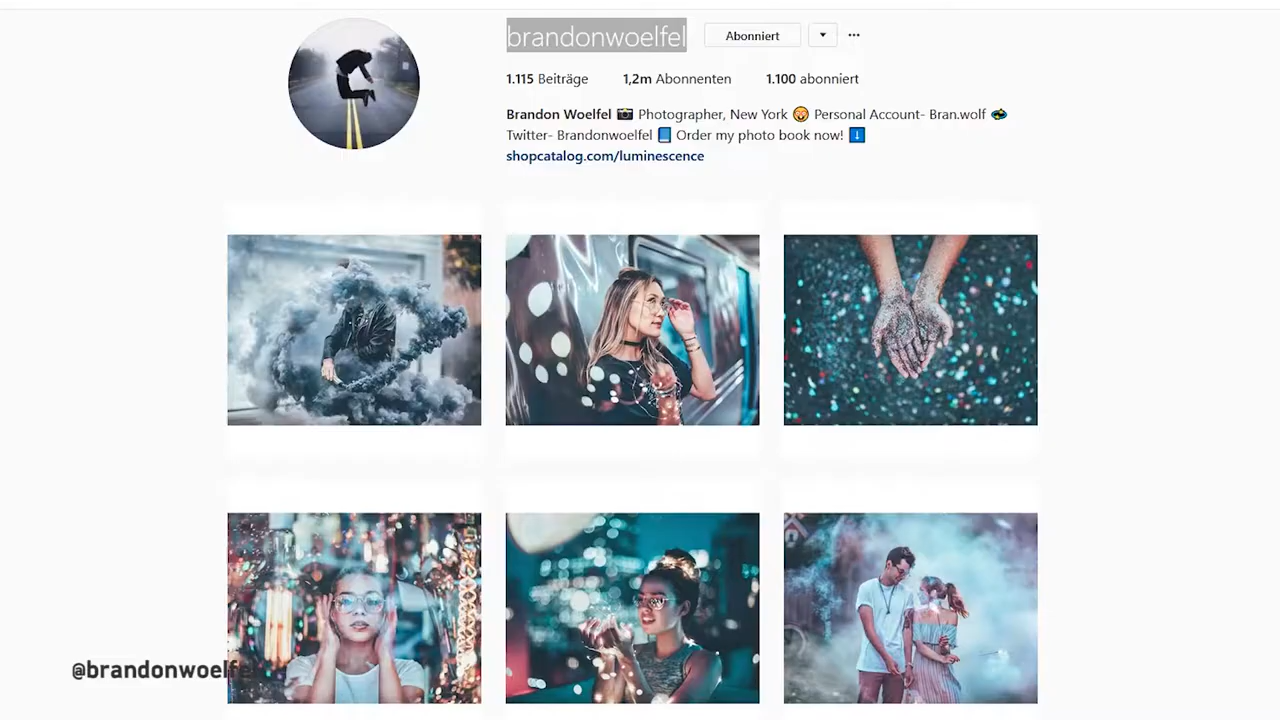 brandonwoelfel Abonniert
1.115 Beiträge 1,2m Abonnenten 1.100 abonniert
Brandon Woelfel 📷 Photographer, New York 😆 Personal Account- Bran.wolf
Twitter- Brandonwoelfel 📘 Order my photo book now! ⬇
shopcatalog.com/luminescence
@brandonwoelfel